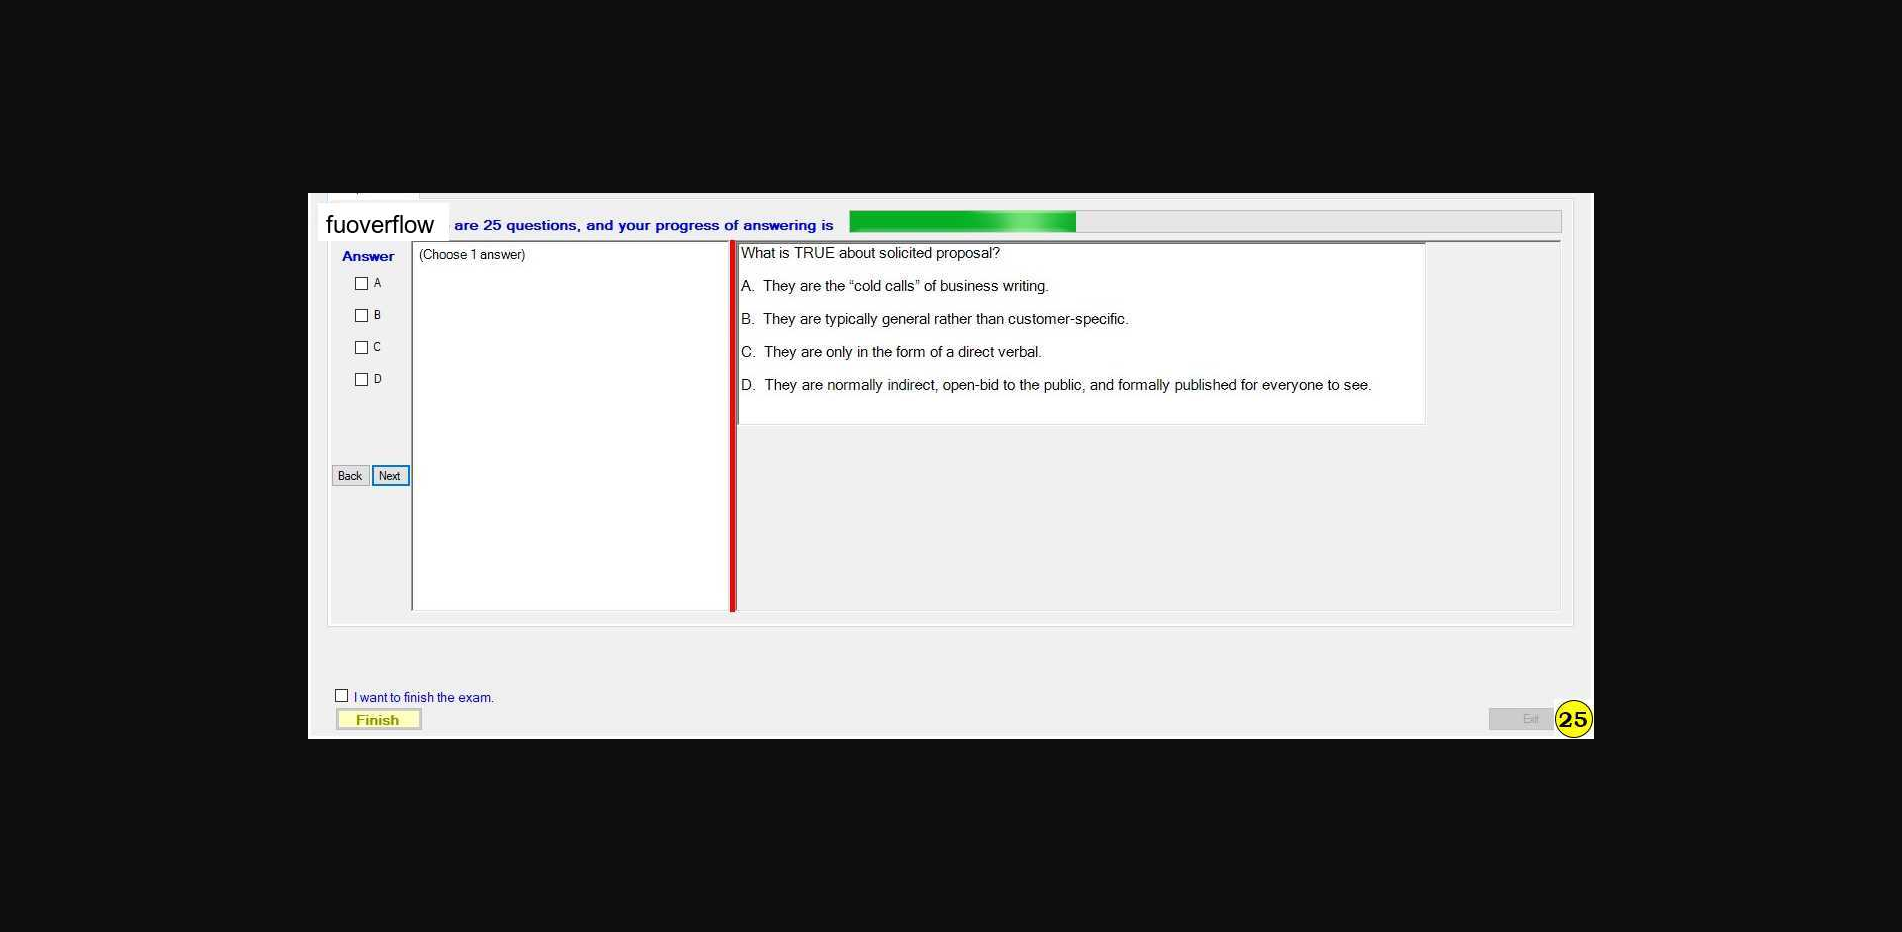 fuoverflow are 25 questions, and your progress of answering is
Answer
(Choose 1 answer)
A
B
C
D
Back Next
What is TRUE about solicited proposal?
A. They are the “cold calls” of business writing.
B. They are typically general rather than customer-specific.
C. They are only in the form of a direct verbal.
D. They are normally indirect, open-bid to the public, and formally published for everyone to see.
I want to finish the exam.
Finish
Exit
25